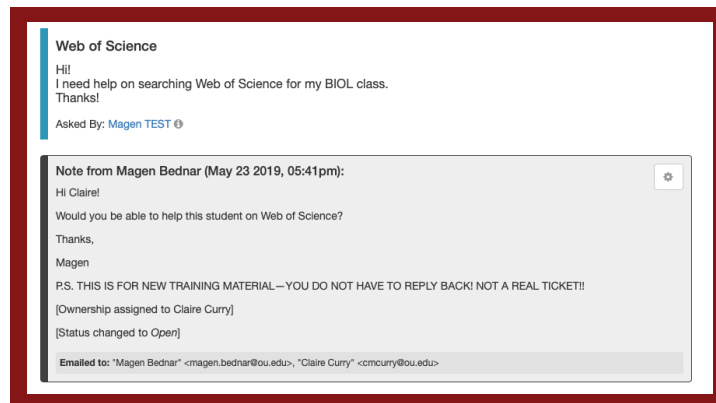 Web of Science
Hi!
I need help on searching Web of Science for my BIOL class.
Thanks!
Asked By: Magen TEST
Note from Magen Bednar (May 23 2019, 05:41pm):
Hi Claire!
Would you be able to help this student on Web of Science?
Thanks,
Magen
P.S. THIS IS FOR NEW TRAINING MATERIAL—YOU DO NOT HAVE TO REPLY BACK! NOT A REAL TICKET!!
[Ownership assigned to Claire Curry]
[Status changed to Open]
Emailed to: "Magen Bednar" <magen.bednar@ou.edu>, "Claire Curry" <cmcurry@ou.edu>